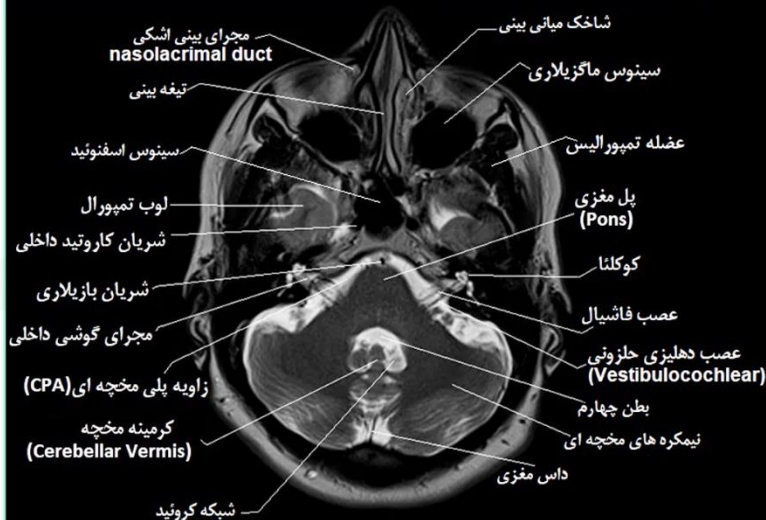 مجرای بینی اشکی
nasolacrimal duct
تیغه بینی
سینوس اسفنوئید
لوب تمپورال
شریان کاروتید داخلی
شریان بازیلاری
مجرای گوشی داخلی
زاویه پلی مخچه ای(CPA)
کرمینه مخچه
(Cerebellar Vermis)
شبکه کروئید
شاخک میانی بینی
سینوس ماگزیلاری
عضله تمپورالیس
پل مغزی
(Pons)
کوکلئا
عصب فاشیال
عصب دهلیزی حلزونی
(Vestibulocochlear)
بطن چهارم
نیمکره های مخچه ای
داس مغزی